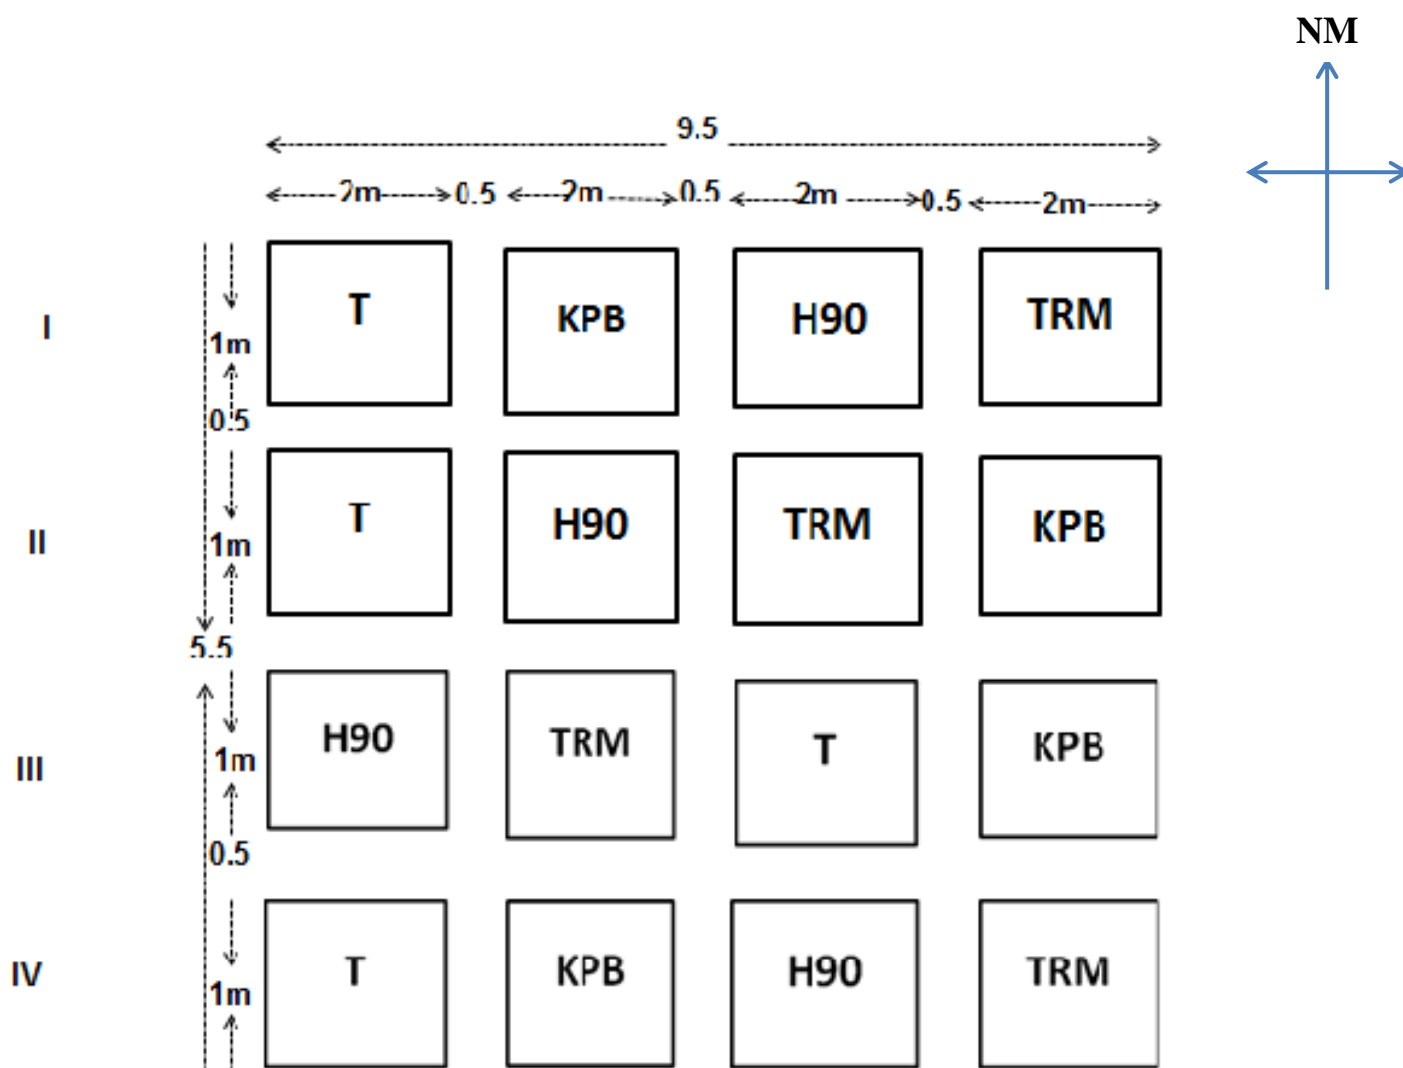 NM
9.5
2m 0.5 2m 0.5 2m 0.5 2m
T KPB H90 TRM
I 1m
0.5
T H90 TRM KPB
II 1m
5.5
H90 TRM T KPB
III 1m
0.5
T KPB H90 TRM
IV 1m